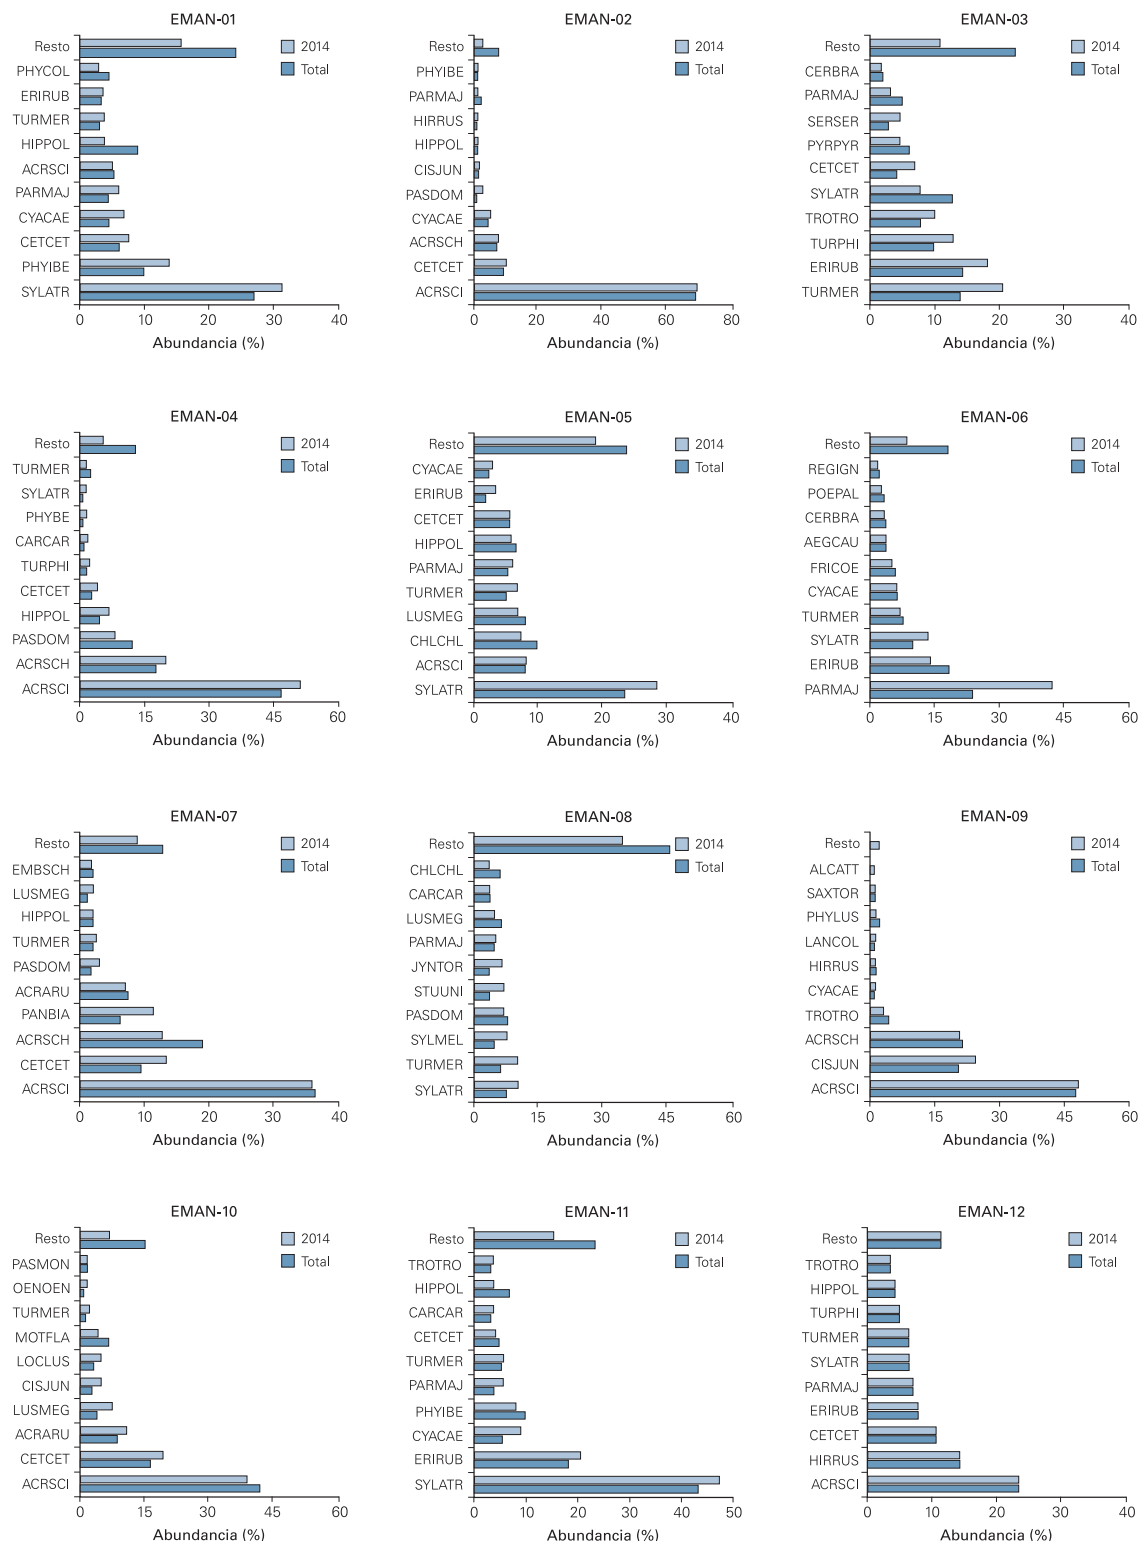 EMAN-01
Resto
PHYCOL
ERIRUB
TURMER
HIPPOL
ACRSCI
PARMAJ
CYACAE
CETCET
PHYIBE
SYLATR
2014
Total
0 10 20 30 40
Abundancia (%)
EMAN-02
Resto
PHYIBE
PARMAJ
HIRRUS
HIPPOL
CISJUN
PASDOM
CYACAE
ACRSCH
CETCET
ACRSCI
2014
Total
0 20 40 60 80
Abundancia (%)
EMAN-03
Resto
CERBRA
PARMAJ
SERSER
PYRPYR
CETCET
SYLATR
TROTRO
TURPHI
ERIRUB
TURMER
2014
Total
0 10 20 30 40
Abundancia (%)
EMAN-04
Resto
TURMER
SYLATR
PHYBE
CARCAR
TURPHI
CETCET
HIPPOL
PASDOM
ACRSCH
ACRSCI
2014
Total
0 15 30 45 60
Abundancia (%)
EMAN-05
Resto
CYACAE
ERIRUB
CETCET
HIPPOL
PARMAJ
TURMER
LUSMEG
CHLCHL
ACRSCI
SYLATR
2014
Total
0 10 20 30 40
Abundancia (%)
EMAN-06
Resto
REGIGN
POEPAL
CERBRA
AEGCAU
FRICOE
CYACAE
TURMER
SYLATR
ERIRUB
PARMAJ
2014
Total
0 15 30 45 60
Abundancia (%)
EMAN-07
Resto
EMBSCH
LUSMEG
HIPPOL
TURMER
PASDOM
ACRARU
PANBIA
ACRSCH
CETCET
ACRSCI
2014
Total
0 10 20 30 40
Abundancia (%)
EMAN-08
Resto
CHLCHL
CARCAR
LUSMEG
PARMAJ
JYNTOR
STUUNI
PASDOM
SYLMEL
TURMER
SYLATR
2014
Total
0 15 30 45 60
Abundancia (%)
EMAN-09
Resto
ALCATT
SAXTOR
PHYLUS
LANCOL
HIRRUS
CYACAE
TROTRO
ACRSCH
CISJUN
ACRSCI
2014
Total
0 15 30 45 60
Abundancia (%)
EMAN-10
Resto
PASMON
OENOEN
TURMER
MOTFLA
LOCLUS
CISJUN
LUSMEG
ACRARU
CETCET
ACRSCI
2014
Total
0 15 30 45 60
Abundancia (%)
EMAN-11
Resto
TROTRO
HIPPOL
CARCAR
CETCET
TURMER
PARMAJ
PHYIBE
CYACAE
ERIRUB
SYLATR
2014
Total
0 10 20 30 40 50
Abundancia (%)
EMAN-12
Resto
TROTRO
HIPPOL
TURPHI
TURMER
SYLATR
PARMAJ
ERIRUB
CETCET
HIRRUS
ACRSCI
2014
Total
0 10 20 30 40
Abundancia (%)